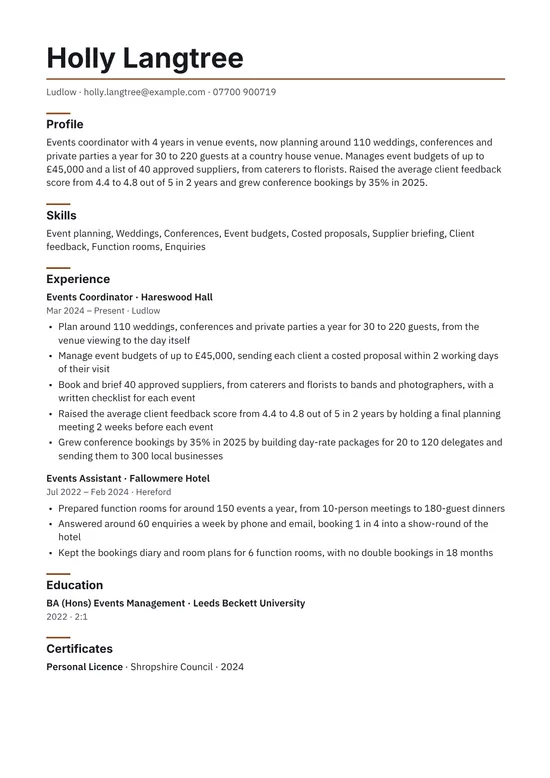 Holly Langtree
Ludlow · holly.langtree@example.com · 07700 900719
Profile
Events coordinator with 4 years in venue events, now planning around 110 weddings, conferences and
private parties a year for 30 to 220 guests at a country house venue. Manages event budgets of up to
£45,000 and a list of 40 approved suppliers, from caterers to florists. Raised the average client feedback
score from 4.4 to 4.8 out of 5 in 2 years and grew conference bookings by 35% in 2025.
Skills
Event planning, Weddings, Conferences, Event budgets, Costed proposals, Supplier briefing, Client
feedback, Function rooms, Enquiries
Experience
Events Coordinator · Hareswood Hall
Mar 2024 – Present · Ludlow
• Plan around 110 weddings, conferences and private parties a year for 30 to 220 guests, from the
venue viewing to the day itself
• Manage event budgets of up to £45,000, sending each client a costed proposal within 2 working days
of their visit
• Book and brief 40 approved suppliers, from caterers and florists to bands and photographers, with a
written checklist for each event
• Raised the average client feedback score from 4.4 to 4.8 out of 5 in 2 years by holding a final planning
meeting 2 weeks before each event
• Grew conference bookings by 35% in 2025 by building day-rate packages for 20 to 120 delegates and
sending them to 300 local businesses
Events Assistant · Fallowmere Hotel
Jul 2022 – Feb 2024 · Hereford
• Prepared function rooms for around 150 events a year, from 10-person meetings to 180-guest dinners
• Answered around 60 enquiries a week by phone and email, booking 1 in 4 into a show-round of the
hotel
• Kept the bookings diary and room plans for 6 function rooms, with no double bookings in 18 months
Education
BA (Hons) Events Management · Leeds Beckett University
2022 · 2:1
Certificates
Personal Licence · Shropshire Council · 2024